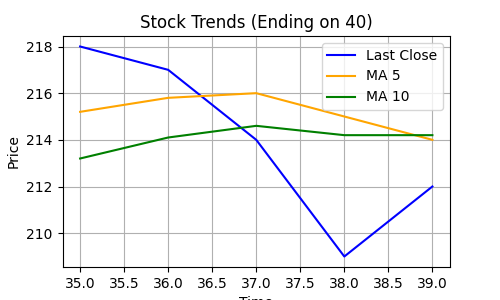 Stock Trends (Ending on 40)
Last Close
MA 5
MA 10
Price
218
216
214
212
210
35.0 35.5 36.0 36.5 37.0 37.5 38.0 38.5 39.0
Time